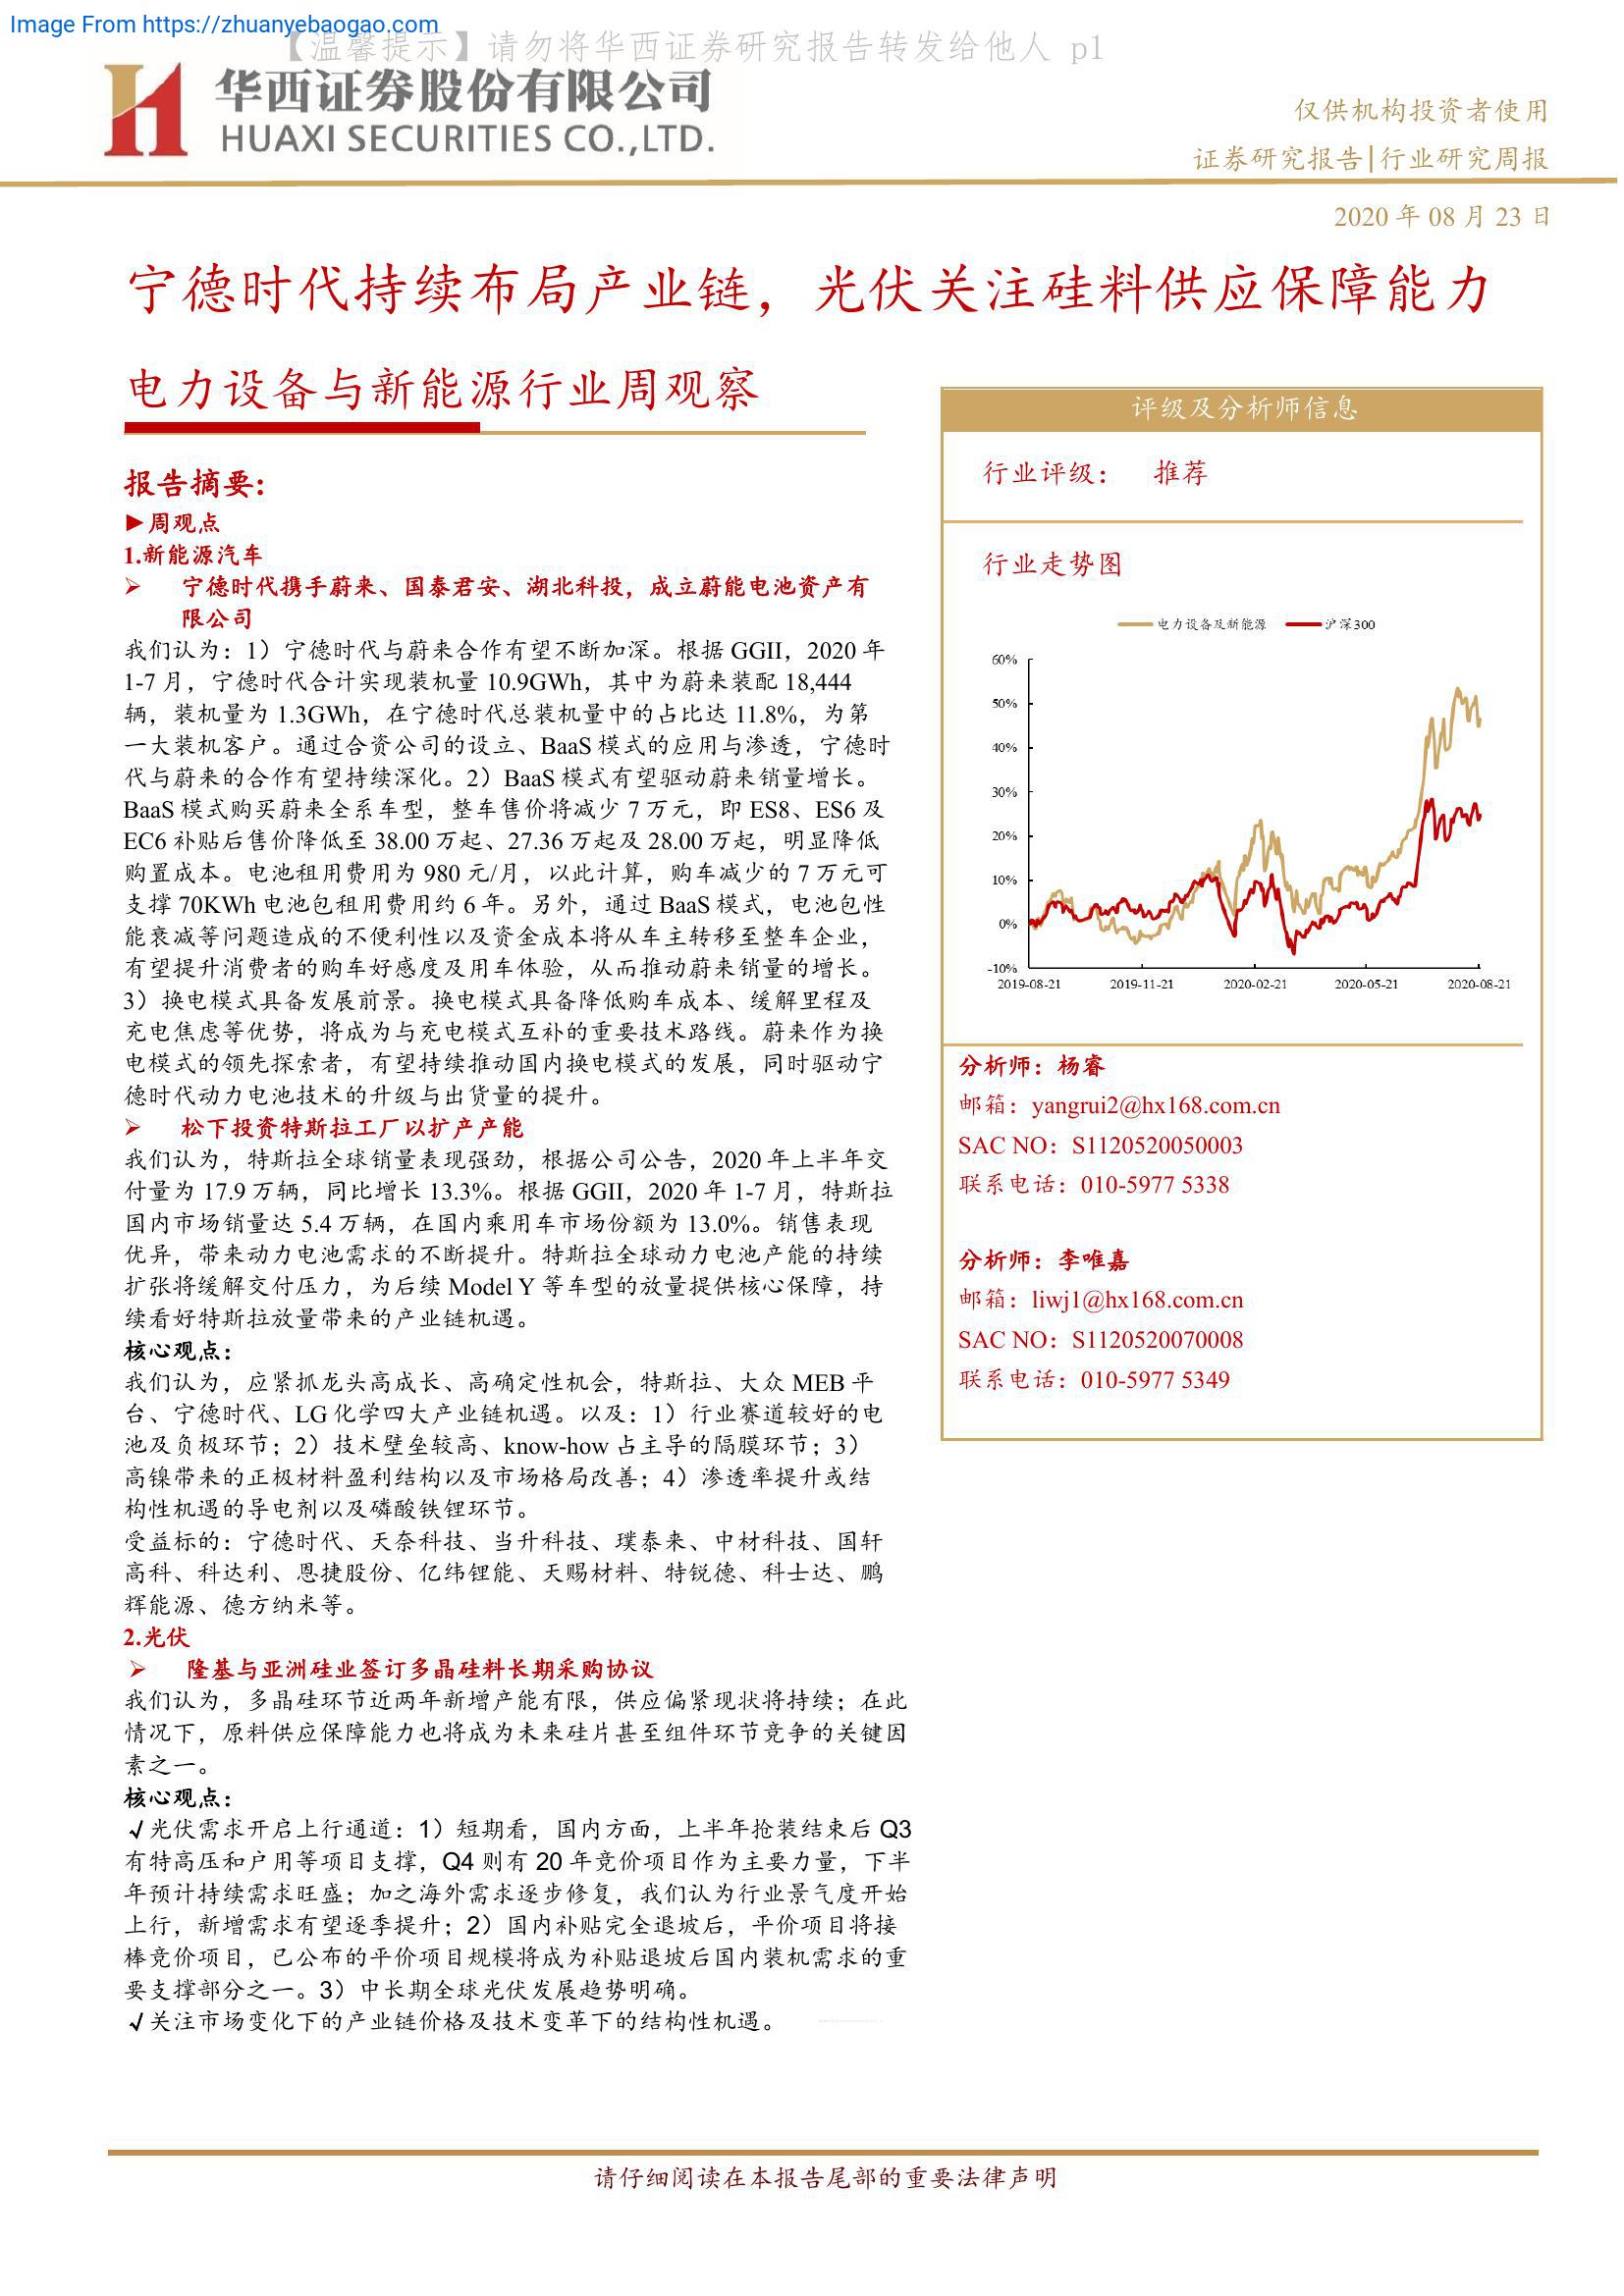 Image From https://zhuanyebaogao.com
【温馨提示】请勿将华西证券研究报告转发给他人 p1
华西证券股份有限公司
HUAXI SECURITIES CO.,LTD.
仅供机构投资者使用
证券研究报告|行业研究周报
2020 年 08 月 23 日
宁德时代持续布局产业链，光伏关注硅料供应保障能力
电力设备与新能源行业周观察
报告摘要:
►周观点
1.新能源汽车
➢ 宁德时代携手蔚来、国泰君安、湖北科投，成立蔚能电池资产有
限公司
我们认为：1）宁德时代与蔚来合作有望不断加深。根据 GGII，2020 年
1-7 月，宁德时代合计实现装机量 10.9GWh，其中为蔚来装配 18,444
辆，装机量为 1.3GWh，在宁德时代总装机量中的占比达 11.8%，为第
一大装机客户。通过合资公司的设立、BaaS 模式的应用与渗透，宁德时
代与蔚来的合作有望持续深化。2）BaaS 模式有望驱动蔚来销量增长。
BaaS 模式购买蔚来全系车型，整车售价将减少 7 万元，即 ES8、ES6 及
EC6 补贴后售价降低至 38.00 万起、27.36 万起及 28.00 万起，明显降低
购置成本。电池租用费用为 980 元/月，以此计算，购车减少的 7 万元可
支撑 70KWh 电池包租用费用约 6 年。另外，通过 BaaS 模式，电池包性
能衰减等问题造成的不便利性以及资金成本将从车主转移至整车企业，
有望提升消费者的购车好感度及用车体验，从而推动蔚来销量的增长。
3）换电模式具备发展前景。换电模式具备降低购车成本、缓解里程及
充电焦虑等优势，将成为与充电模式互补的重要技术路线。蔚来作为换
电模式的领先探索者，有望持续推动国内换电模式的发展，同时驱动宁
德时代动力电池技术的升级与出货量的提升。
➢ 松下投资特斯拉工厂以扩产产能
我们认为，特斯拉全球销量表现强劲，根据公司公告，2020 年上半年交
付量为 17.9 万辆，同比增长 13.3%。根据 GGII，2020 年 1-7 月，特斯拉
国内市场销量达 5.4 万辆，在国内乘用车市场份额为 13.0%。销售表现
优异，带来动力电池需求的不断提升。特斯拉全球动力电池产能的持续
扩张将缓解交付压力，为后续 Model Y 等车型的放量提供核心保障，持
续看好特斯拉放量带来的产业链机遇。
核心观点：
我们认为，应紧抓龙头高成长、高确定性机会，特斯拉、大众 MEB 平
台、宁德时代、LG 化学四大产业链机遇。以及：1）行业赛道较好的电
池及负极环节；2）技术壁垒较高、know-how 占主导的隔膜环节；3）
高镍带来的正极材料盈利结构以及市场格局改善；4）渗透率提升或结
构性机遇的导电剂以及磷酸铁锂环节。
受益标的：宁德时代、天奈科技、当升科技、璞泰来、中材科技、国轩
高科、科达利、恩捷股份、亿纬锂能、天赐材料、特锐德、科士达、鹏
辉能源、德方纳米等。
2.光伏
➢ 隆基与亚洲硅业签订多晶硅料长期采购协议
我们认为，多晶硅环节近两年新增产能有限，供应偏紧现状将持续；在此
情况下，原料供应保障能力也将成为未来硅片甚至组件环节竞争的关键因
素之一。
核心观点：
√光伏需求开启上行通道：1）短期看，国内方面，上半年抢装结束后 Q3
有特高压和户用等项目支撑，Q4 则有 20 年竞价项目作为主要力量，下半
年预计持续需求旺盛；加之海外需求逐步修复，我们认为行业景气度开始
上行，新增需求有望逐季提升；2）国内补贴完全退坡后，平价项目将接
棒竞价项目，已公布的平价项目规模将成为补贴退坡后国内装机需求的重
要支撑部分之一。3）中长期全球光伏发展趋势明确。
√关注市场变化下的产业链价格及技术变革下的结构性机遇。
评级及分析师信息
行业评级： 推荐
行业走势图
电力设备及新能源 沪深300
60%
50%
40%
30%
20%
10%
0%
-10%
2019-08-21 2019-11-21 2020-02-21 2020-05-21 2020-08-21
分析师：杨睿
邮箱：yangrui2@hx168.com.cn
SAC NO：S1120520050003
联系电话：010-5977 5338
分析师：李唯嘉
邮箱：liwj1@hx168.com.cn
SAC NO：S1120520070008
联系电话：010-5977 5349
请仔细阅读在本报告尾部的重要法律声明